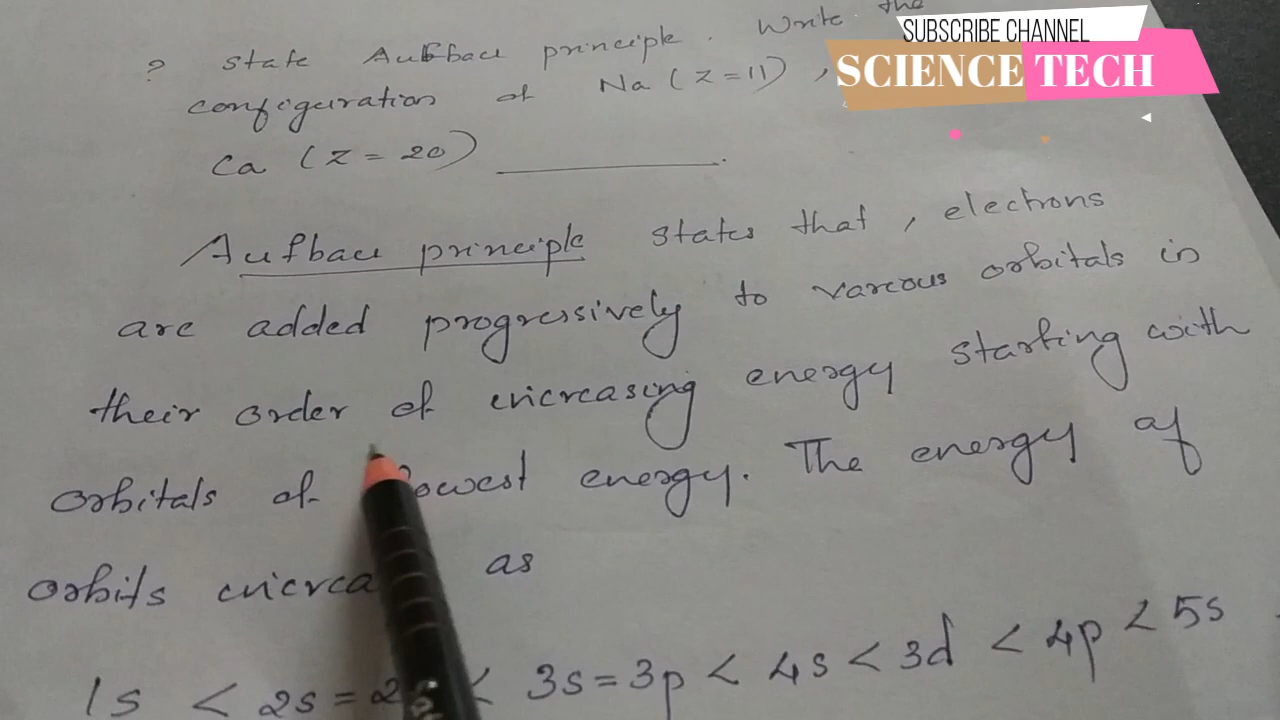 ? State Aufbau principle. Write the
configuration of Na (Z=11),
Ca (Z = 20) ________.
SUBSCRIBE CHANNEL
SCIENCE TECH
Aufbau principle states that, electrons
are added progressively to various orbitals in
their order of increasing energy starting with
orbitals of lowest energy. The energy of
orbits as
1s < 2s = < 3s = 3p < 4s < 3d < 4p < 5s